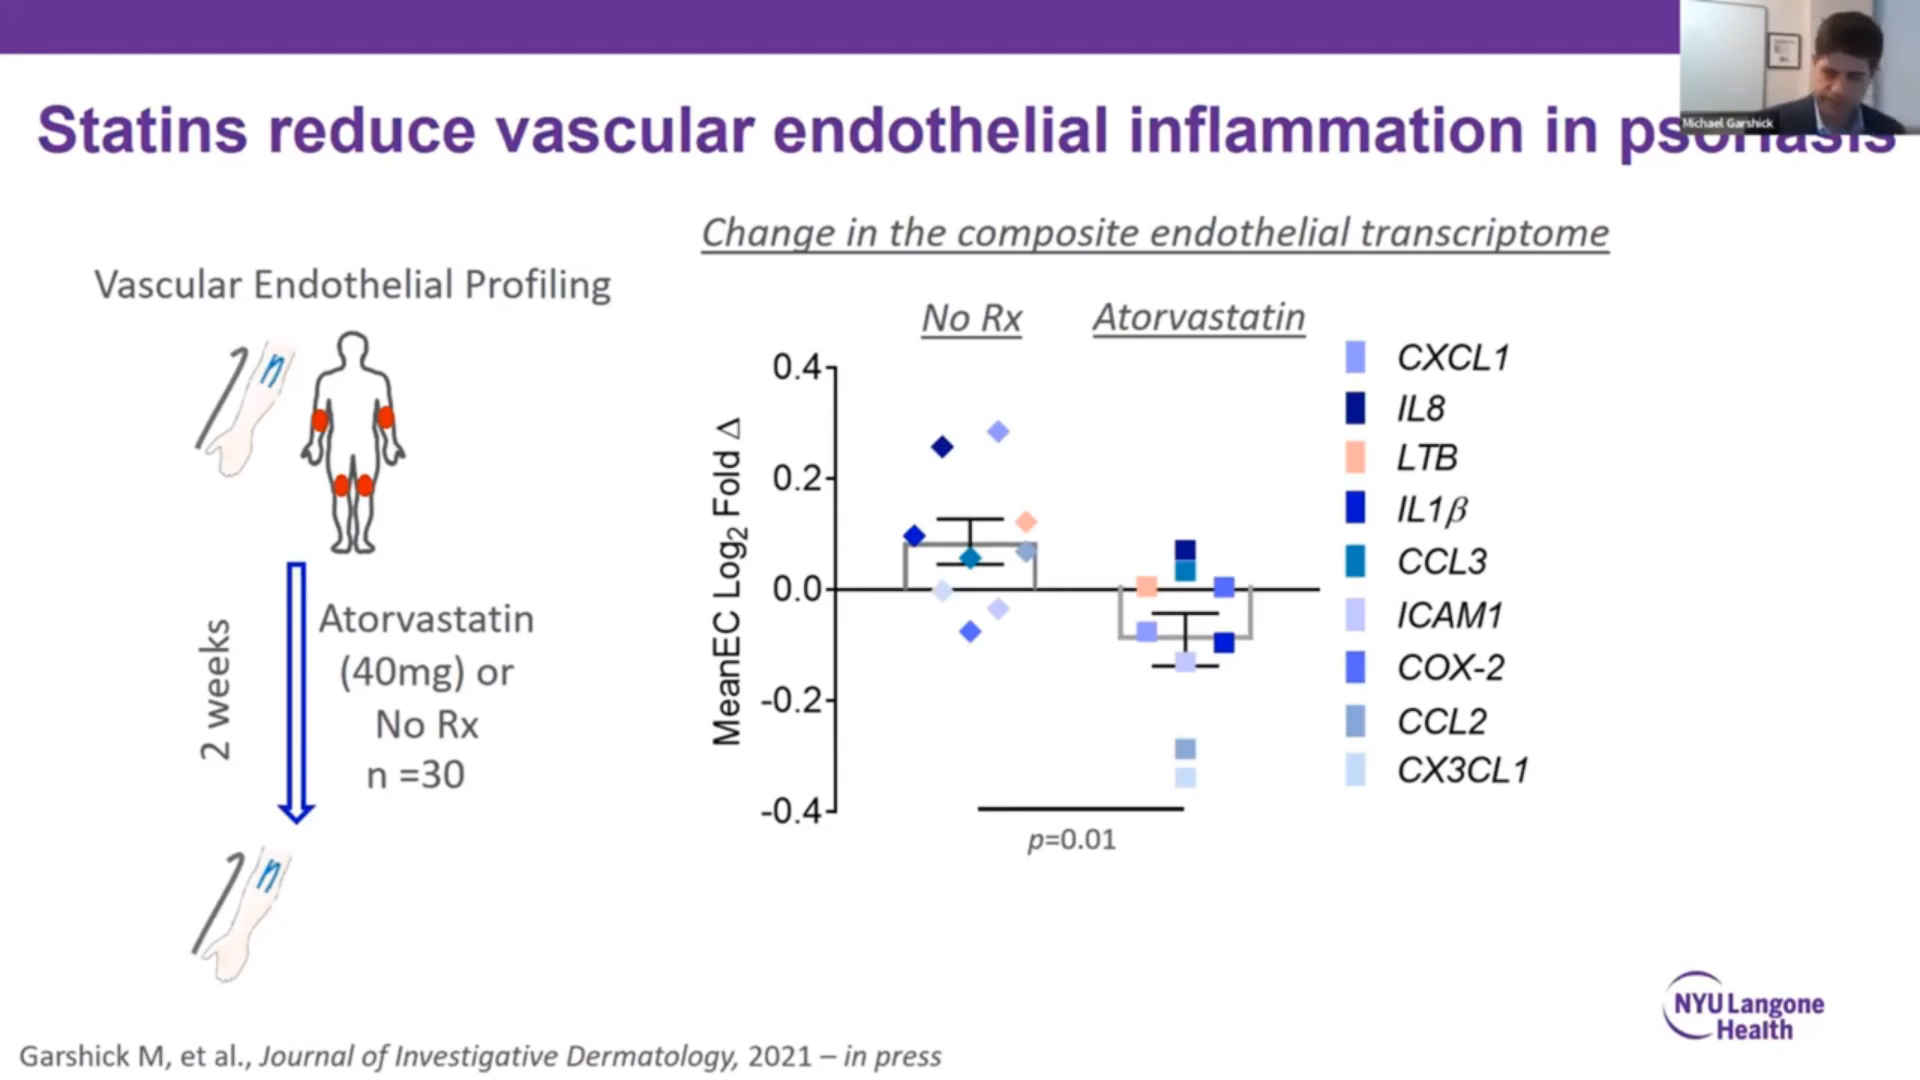 Statins reduce vascular endothelial inflammation in psoriasis
Michael Garshick
Change in the composite endothelial transcriptome
Vascular Endothelial Profiling
2 weeks
Atorvastatin
(40mg) or
No Rx
n =30
No Rx
Atorvastatin
MeanEC Log2 Fold Δ
0.4
0.2
0.0
-0.2
-0.4
p=0.01
CXCL1
IL8
LTB
IL1β
CCL3
ICAM1
COX-2
CCL2
CX3CL1
NYU Langone
Health
Garshick M, et al., Journal of Investigative Dermatology, 2021 – in press